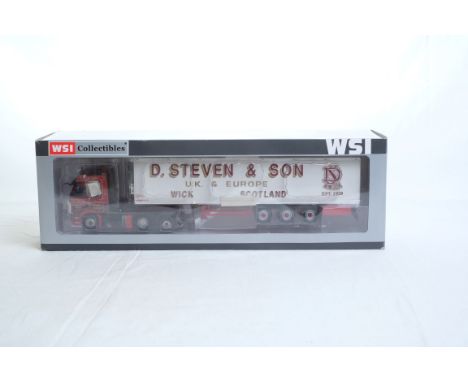 WSI Collectibles
WSI
D. STEVEN & SON
U.K. & EUROPE
WICK SCOTLAND